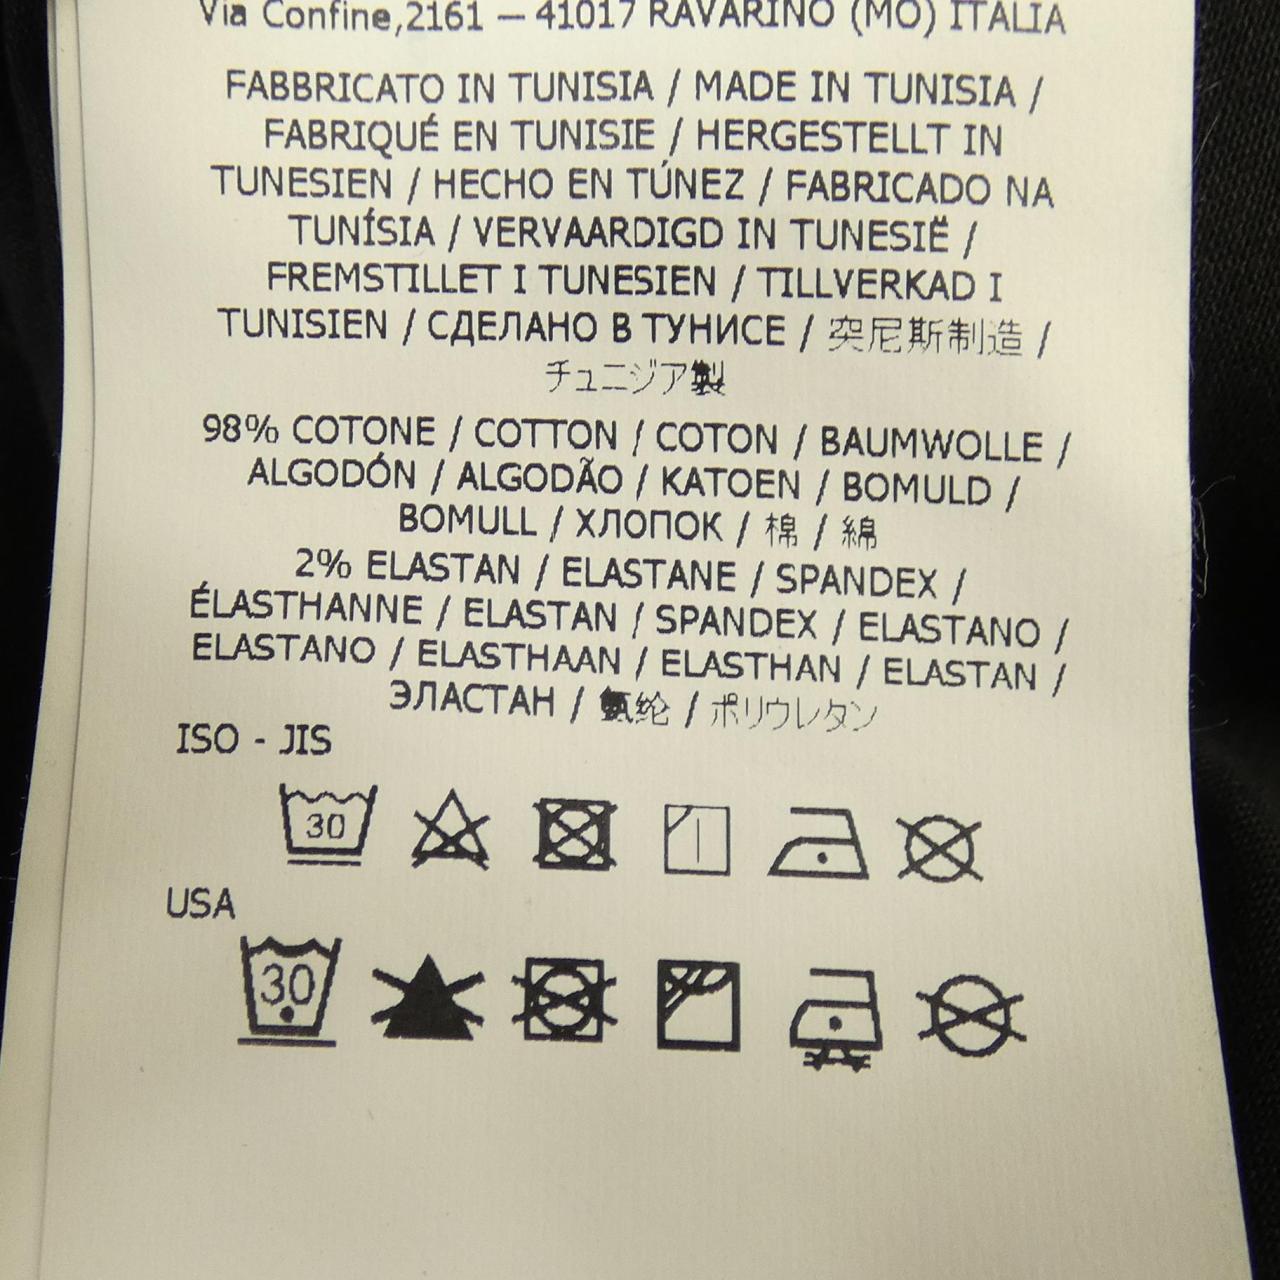 Via Confine,2161 — 41017 RAVARINO (MO) ITALIA
FABBRICATO IN TUNISIA / MADE IN TUNISIA /
FABRIQUÉ EN TUNISIE / HERGESTELLT IN
TUNESIEN / HECHO EN TÚNEZ / FABRICADO NA
TUNÍSIA / VERVAARDIGD IN TUNESIË /
FREMSTILLET I TUNESIEN / TILLVERKAD I
TUNISIEN / СДЕЛАНО В ТУНИСЕ / 突尼斯制造 /
チュニジア製
98% COTONE / COTTON / COTON / BAUMWOLLE /
ALGODÓN / ALGODÃO / KATOEN / BOMULD /
BOMULL / ХЛОПОК / 棉 / 綿
2% ELASTAN / ELASTANE / SPANDEX /
ÉLASTHANNE / ELASTAN / SPANDEX / ELASTANO /
ELASTANO / ELASTHAAN / ELASTHAN / ELASTAN /
ЭЛАСТАН / 氨纶 / ポリウレタン
ISO - JIS
30
USA
30